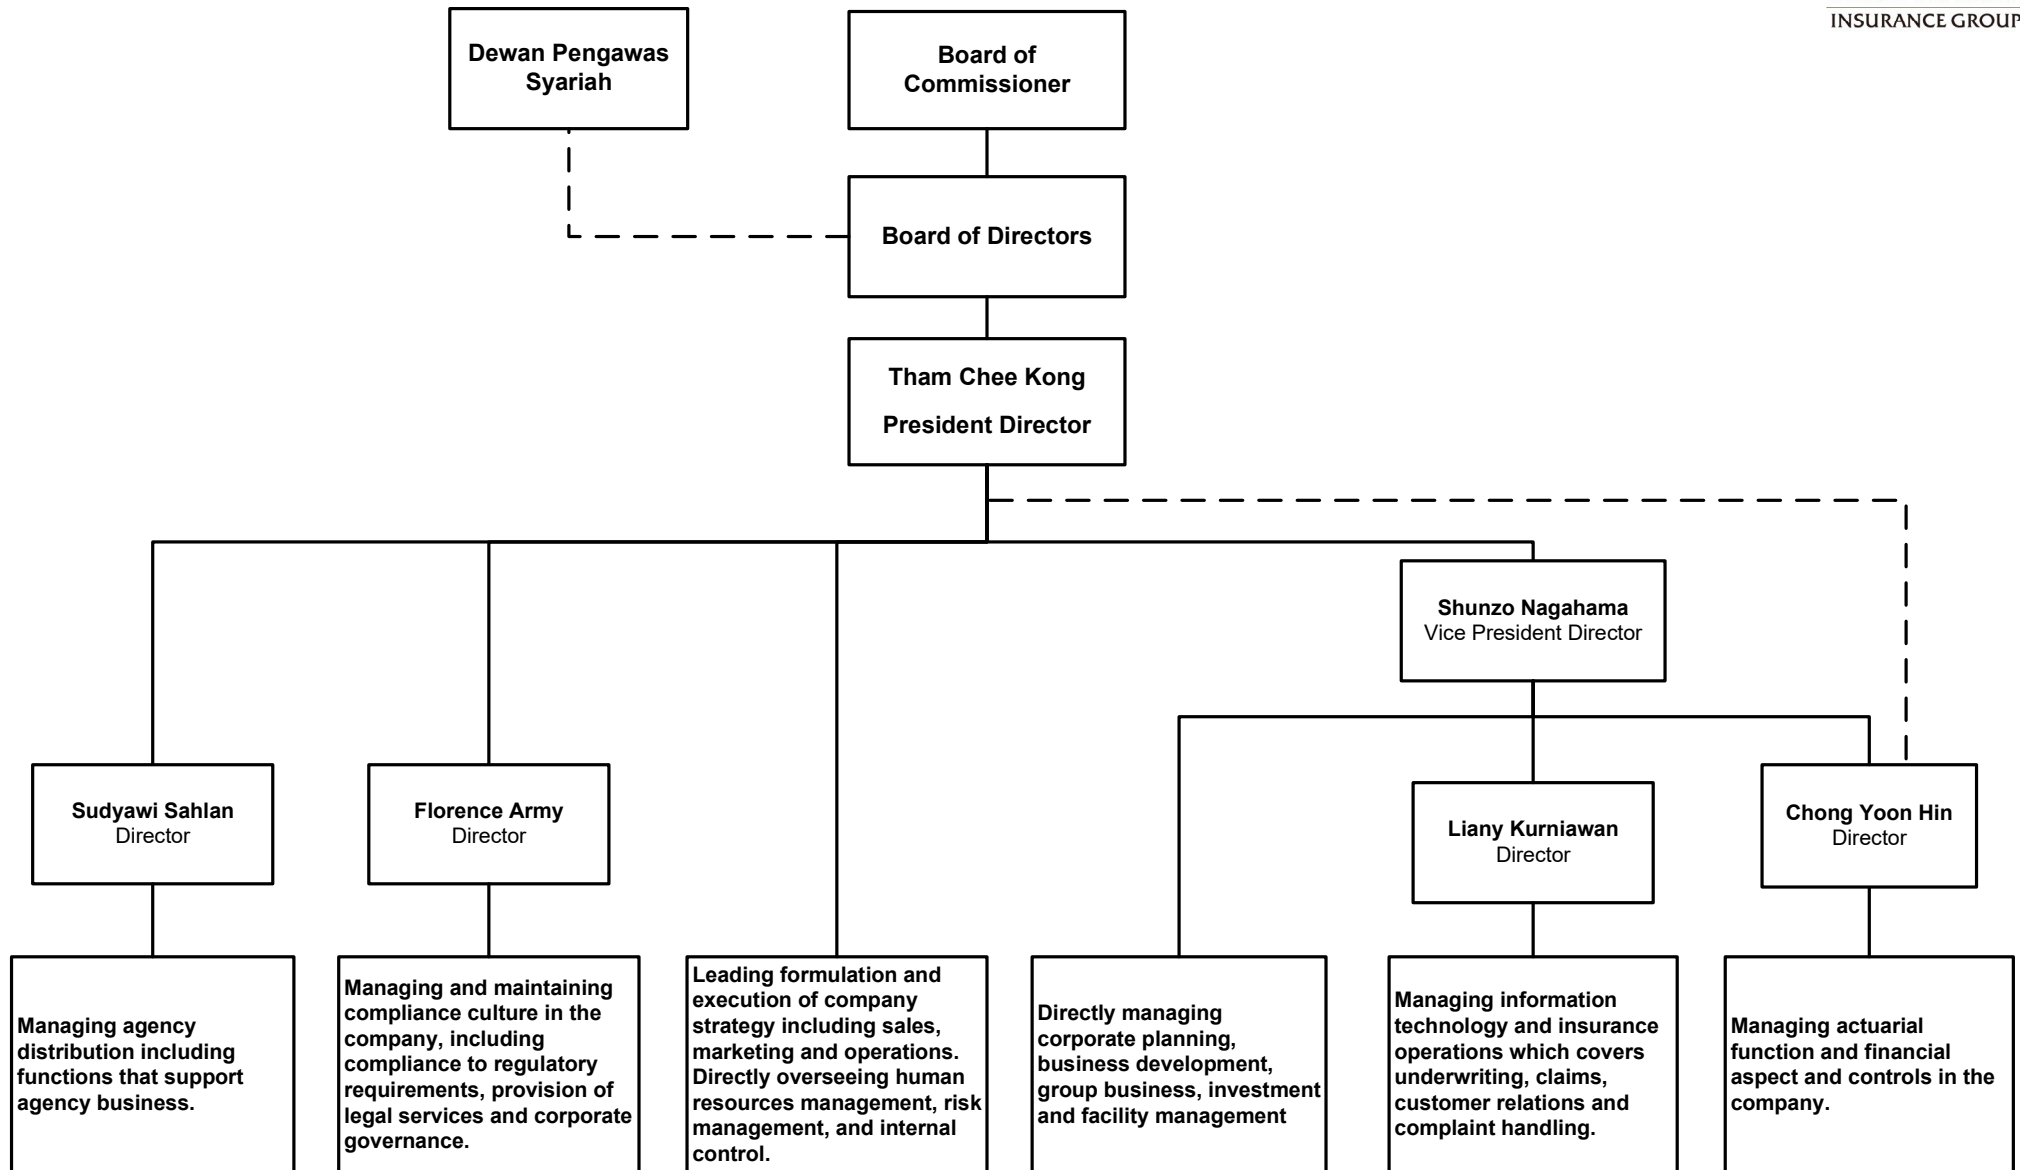 INSURANCE GROUP
Dewan Pengawas
Syariah
Board of
Commissioner
Board of Directors
Tham Chee Kong
President Director
Shunzo Nagahama
Vice President Director
Sudyawi Sahlan
Director
Florence Army
Director
Liany Kurniawan
Director
Chong Yoon Hin
Director
Managing agency
distribution including
functions that support
agency business.
Managing and maintaining
compliance culture in the
company, including
compliance to regulatory
requirements, provision of
legal services and corporate
governance.
Leading formulation and
execution of company
strategy including sales,
marketing and operations.
Directly overseeing human
resources management, risk
management, and internal
control.
Directly managing
corporate planning,
business development,
group business, investment
and facility management
Managing information
technology and insurance
operations which covers
underwriting, claims,
customer relations and
complaint handling.
Managing actuarial
function and financial
aspect and controls in the
company.